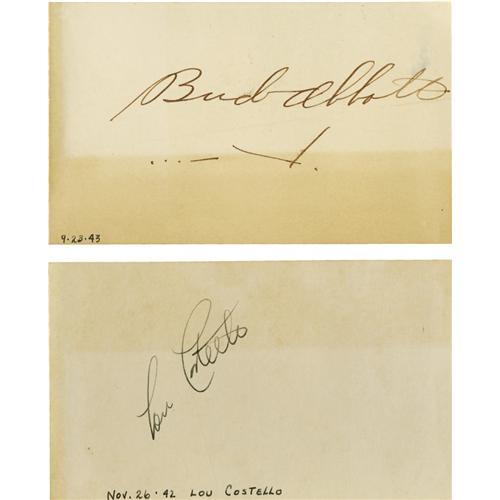 Bud Abbott
...— V.
9·23·43
Lou Costello
NOV. 26·42 LOU COSTELLO